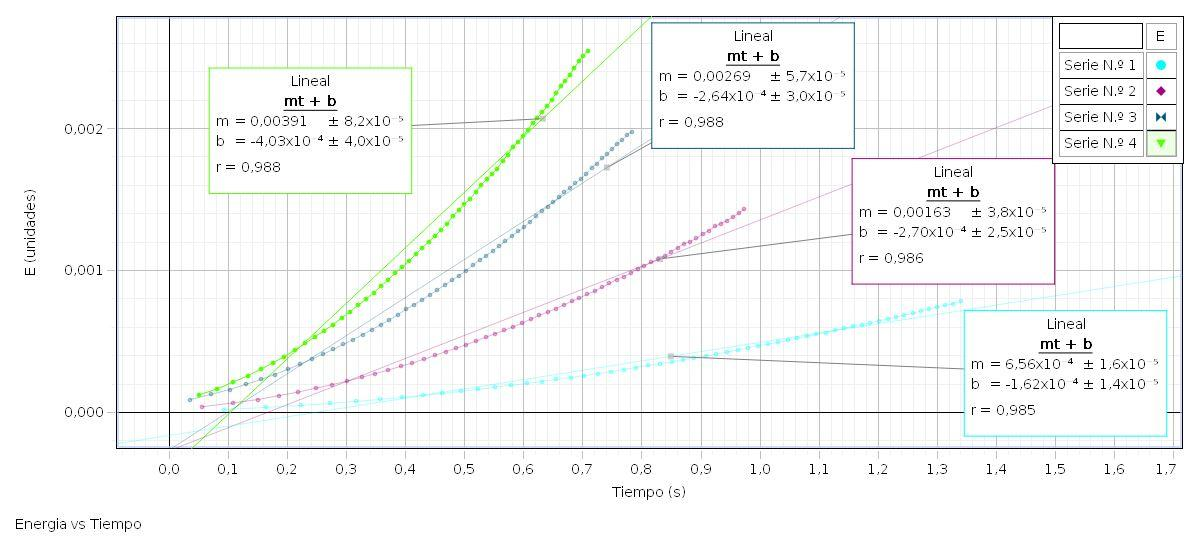 Lineal
mt + b
m = 0,00391 ± 8,2x10⁻⁵
b = -4,03x10⁻⁴ ± 4,0x10⁻⁵
r = 0,988
Lineal
mt + b
m = 0,00269 ± 5,7x10⁻⁵
b = -2,64x10⁻⁴ ± 3,0x10⁻⁵
r = 0,988
E
Serie N.º 1
Serie N.º 2
Serie N.º 3
Serie N.º 4
Lineal
mt + b
m = 0,00163 ± 3,8x10⁻⁵
b = -2,70x10⁻⁴ ± 2,5x10⁻⁵
r = 0,986
Lineal
mt + b
m = 6,56x10⁻⁴ ± 1,6x10⁻⁵
b = -1,62x10⁻⁴ ± 1,4x10⁻⁵
r = 0,985
E (unidades)
0,002
0,001
0,000
0,0 0,1 0,2 0,3 0,4 0,5 0,6 0,7 0,8 0,9 1,0 1,1 1,2 1,3 1,4 1,5 1,6 1,7
Tiempo (s)
Energia vs Tiempo